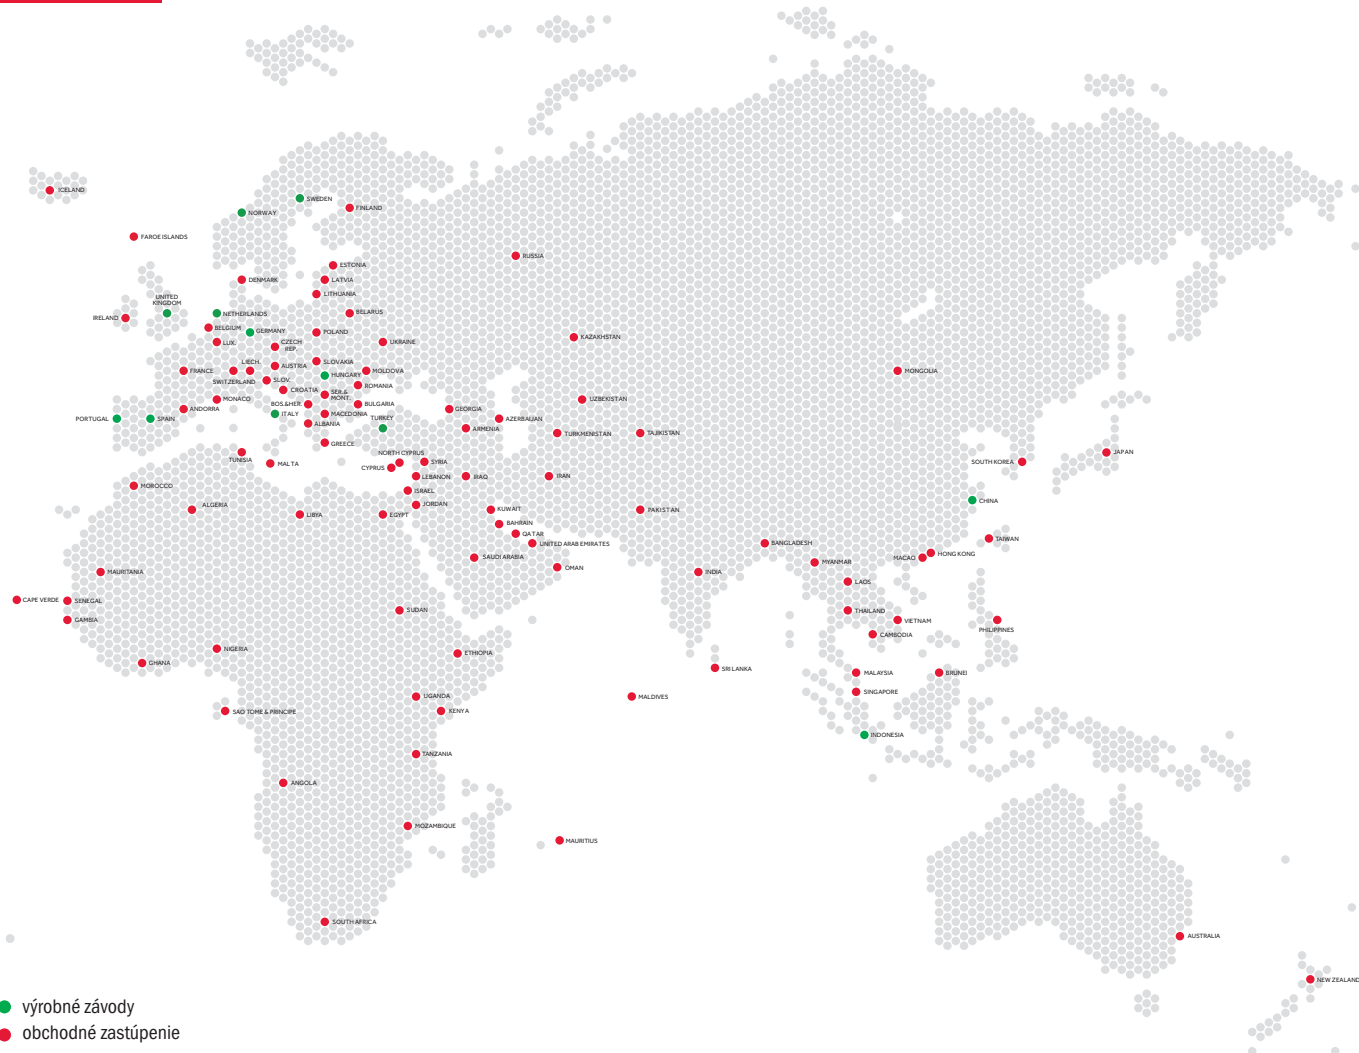 ICELAND
SWEDEN
FINLAND
NORWAY
FAROE ISLANDS
RUSSIA
ESTONIA
DENMARK
LATVIA
LITHUANIA
UNITED
KINGDOM
IRELAND
NETHERLANDS
BELARUS
BELGIUM
GERMANY
POLAND
KAZAKHSTAN
LUX.
CZECH
REP.
UKRAINE
LIECH.
SLOVAKIA
AUSTRIA
FRANCE
HUNGARY
MOLDOVA
MONGOLIA
SWITZERLAND
SLOV.
ROMANIA
CROATIA
SER.&
MONT.
MONACO
BOS.&HER.
BULGARIA
UZBEKISTAN
ANDORRA
ITALY
MACEDONIA
GEORGIA
PORTUGAL
SPAIN
TURKEY
AZERBAIJAN
ALBANIA
ARMENIA
TURKMENISTAN
TAJIKISTAN
GREECE
NORTH CYPRUS
JAPAN
TUNISIA
MALTA
CYPRUS
SYRIA
SOUTH KOREA
LEBANON
IRAQ
IRAN
MOROCCO
ISRAEL
CHINA
ALGERIA
JORDAN
LIBYA
EGYPT
KUWAIT
PAKISTAN
BAHRAIN
QATAR
UNITED ARAB EMIRATES
BANGLADESH
TAIWAN
SAUDI ARABIA
MACAO
HONG KONG
OMAN
MYANMAR
MAURITANIA
INDIA
LAOS
CAPE VERDE
SENEGAL
SUDAN
THAILAND
GAMBIA
VIETNAM
PHILIPPINES
CAMBODIA
NIGERIA
ETHIOPIA
GHANA
SRI LANKA
MALAYSIA
BRUNEI
UGANDA
MALDIVES
SINGAPORE
SAO TOME & PRINCIPE
KENYA
INDONESIA
TANZANIA
ANGOLA
MOZAMBIQUE
MAURITIUS
SOUTH AFRICA
AUSTRALIA
NEW ZEALAND
výrobné závody
obchodné zastúpenie